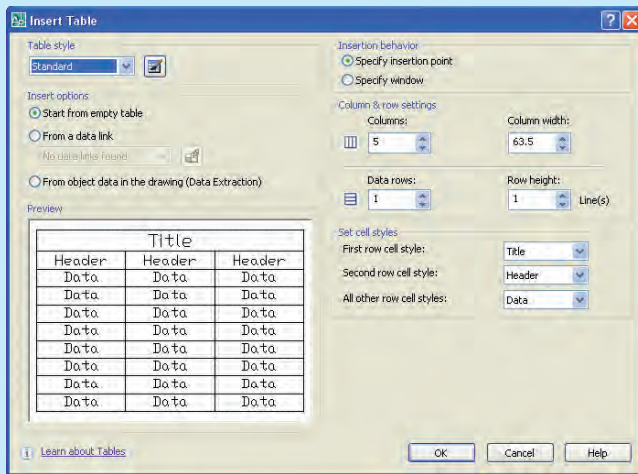 Insert Table
Table style
Standard
Insert options
Start from empty table
From a data link
No data links found
From object data in the drawing (Data Extraction)
Preview
Title
Header Header Header
Data Data Data
Data Data Data
Data Data Data
Data Data Data
Data Data Data
Data Data Data
Data Data Data
Data Data Data
Insertion behavior
Specify insertion point
Specify window
Column & row settings
Columns: Column width:
5 63.5
Data rows: Row height:
1 1 Line(s)
Set cell styles
First row cell style: Title
Second row cell style: Header
All other row cell styles: Data
Learn about Tables
OK Cancel Help